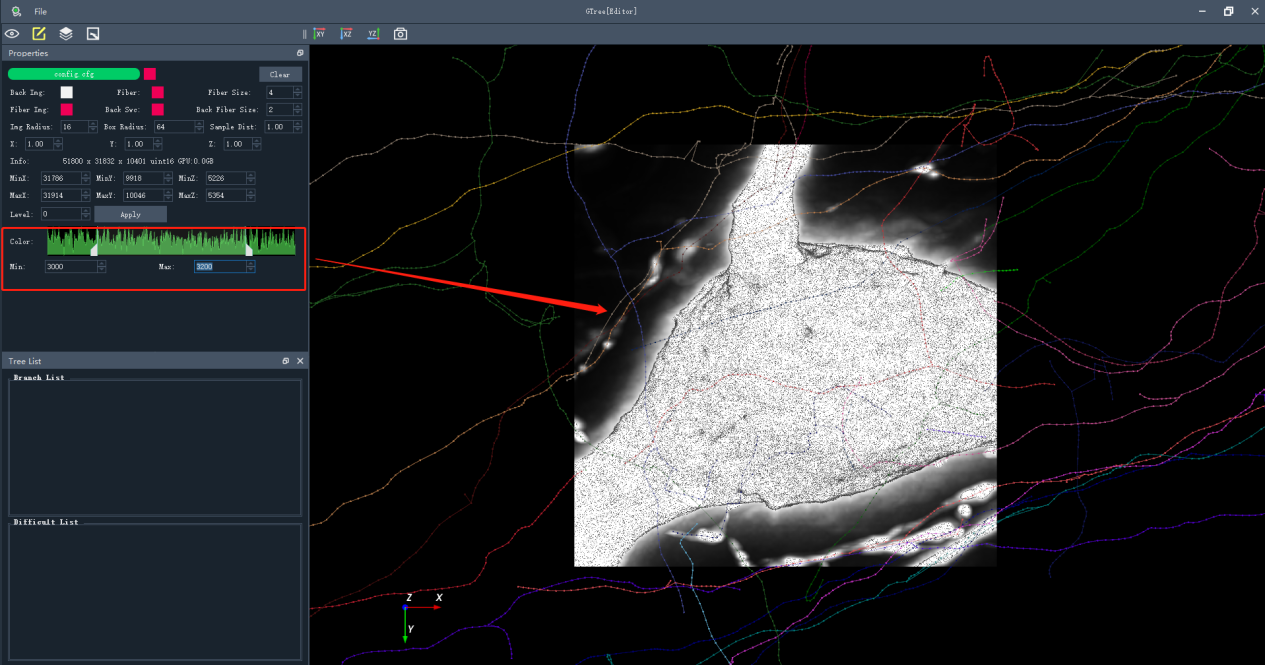 File GTree[Editor]
XY XZ YZ
Properties
config cfg Clear
Back Img: Fiber: Fiber Size: 4
Fiber Img: Back Svc: Back Fiber Size: 2
Img Radius: 16 Box Radius: 64 Sample Dist: 1.00
X: 1.00 Y: 1.00 Z: 1.00
Info: 51800 x 31832 x 10401 uint16 GPU:0.0GB
MinX: 31786 MinY: 9918 MinZ: 5226
MaxX: 31914 MaxY: 10046 MaxZ: 5354
Level: 0 Apply
Color:
Min: 3000 Max: 3200
Tree List
Branch List
Difficult List
Z X
Y